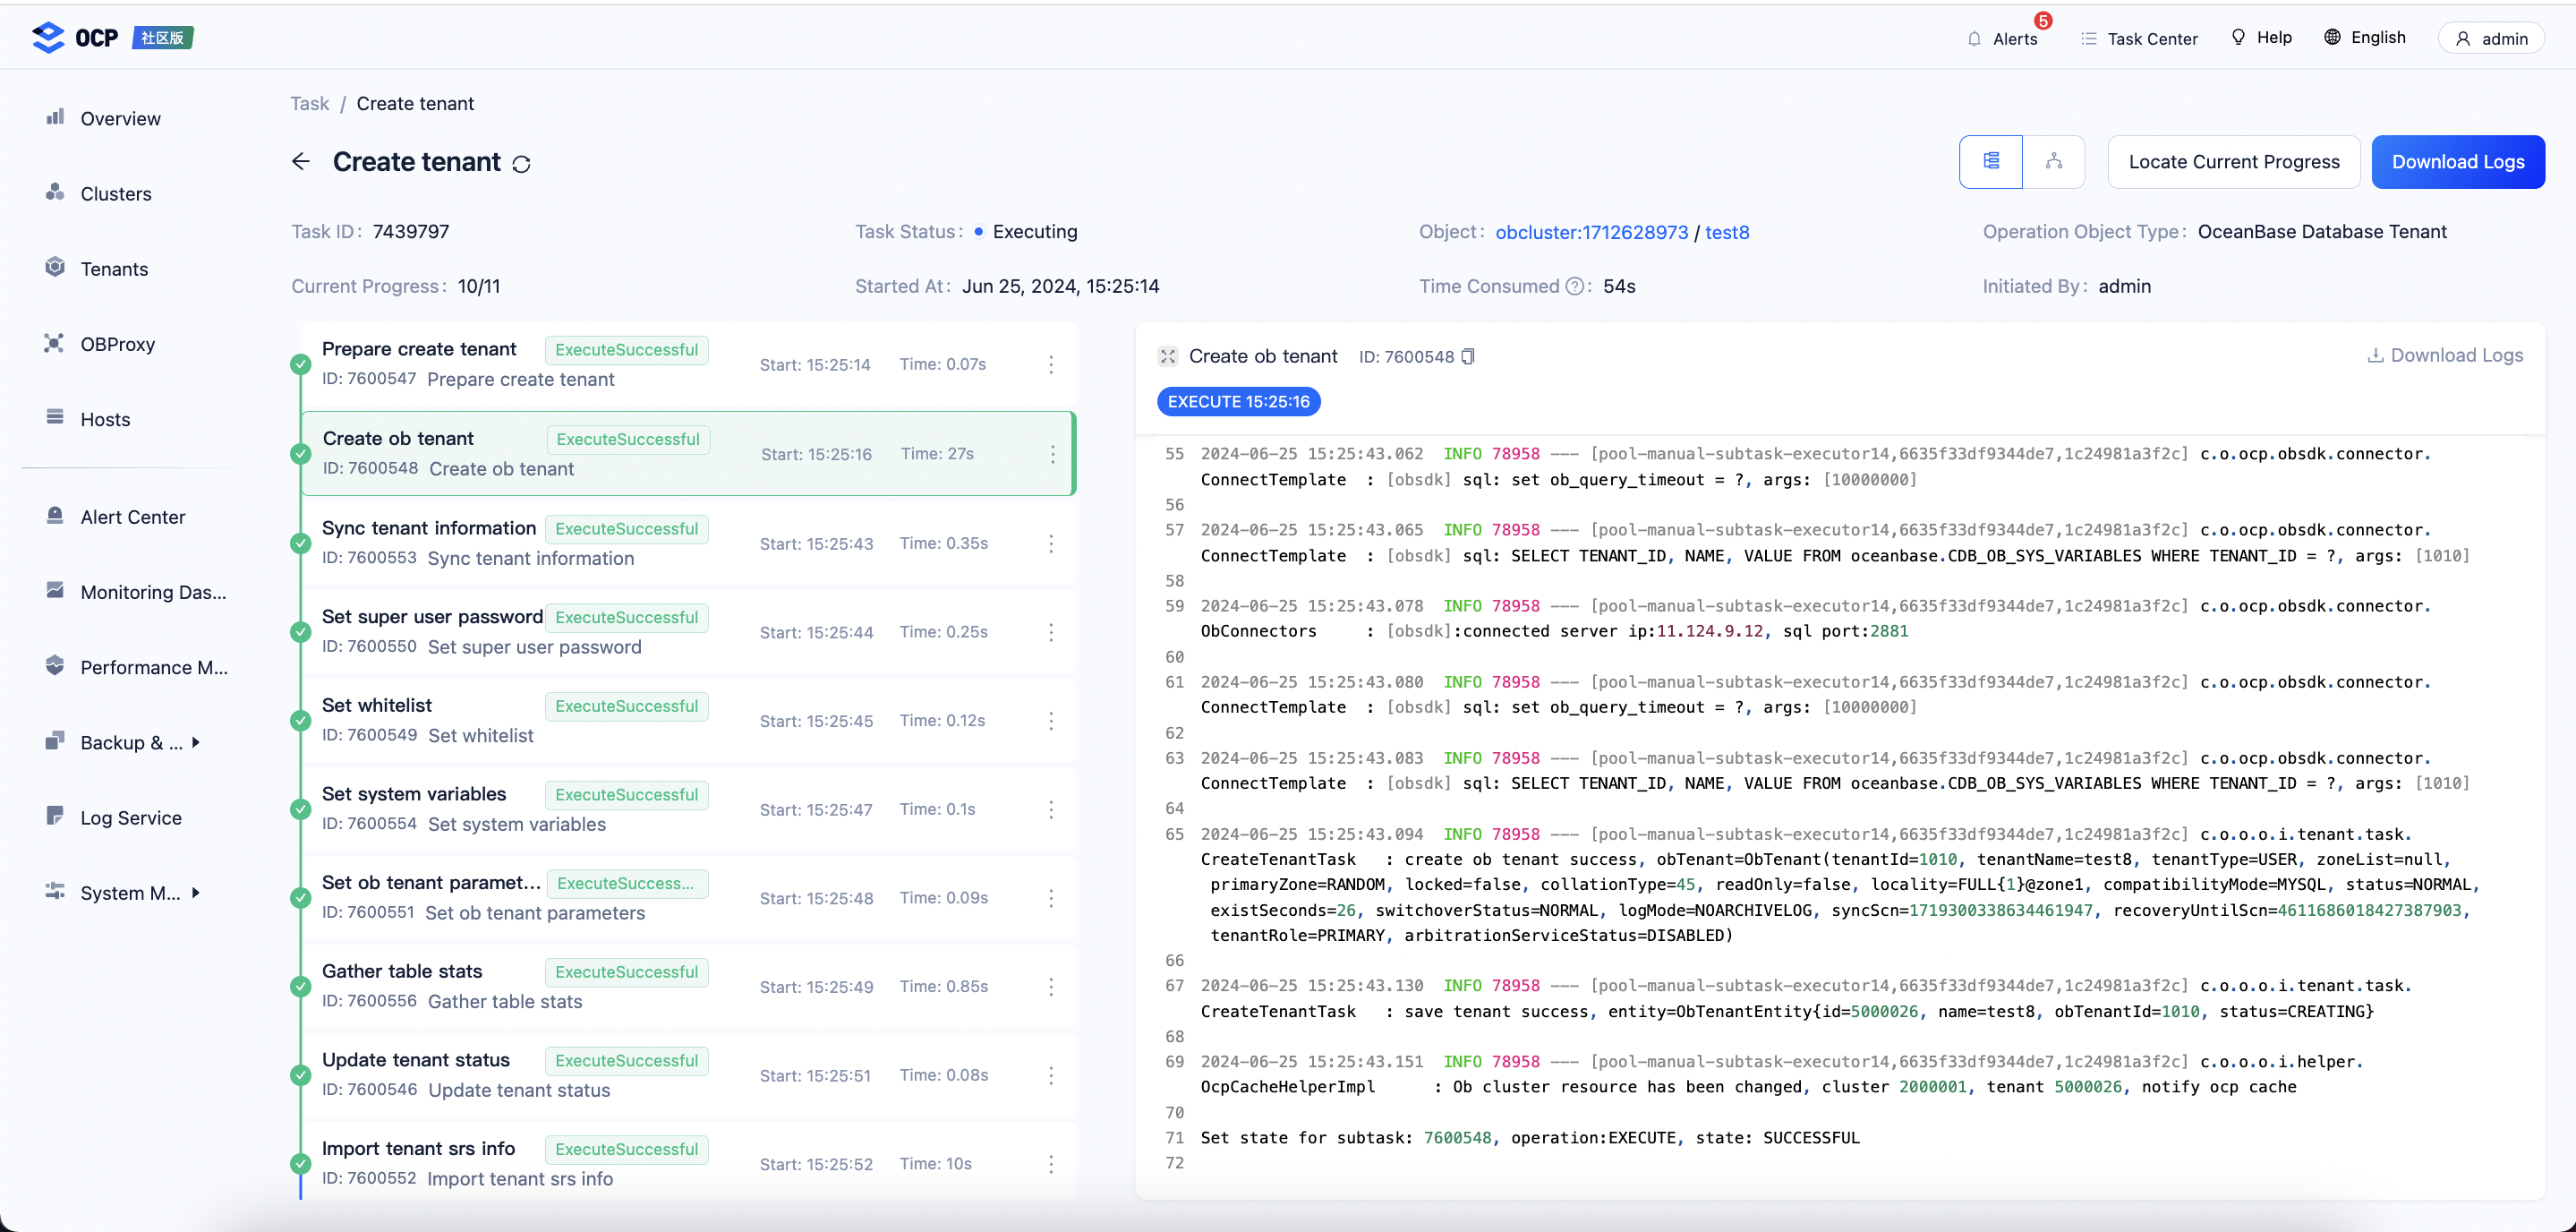 OCP 社区版
5
Alerts
Task Center
Help
English
admin
Overview
Clusters
Tenants
OBProxy
Hosts
Alert Center
Monitoring Das...
Performance M...
Backup & ...
Log Service
System M...
Task / Create tenant
Create tenant
Locate Current Progress
Download Logs
Task ID: 7439797
Task Status: Executing
Object: obcluster:1712628973 / test8
Operation Object Type: OceanBase Database Tenant
Current Progress: 10/11
Started At: Jun 25, 2024, 15:25:14
Time Consumed ?: 54s
Initiated By: admin
Prepare create tenant ExecuteSuccessful Start: 15:25:14 Time: 0.07s
ID: 7600547 Prepare create tenant
Create ob tenant ExecuteSuccessful Start: 15:25:16 Time: 27s
ID: 7600548 Create ob tenant
Sync tenant information ExecuteSuccessful Start: 15:25:43 Time: 0.35s
ID: 7600553 Sync tenant information
Set super user password ExecuteSuccessful Start: 15:25:44 Time: 0.25s
ID: 7600550 Set super user password
Set whitelist ExecuteSuccessful Start: 15:25:45 Time: 0.12s
ID: 7600549 Set whitelist
Set system variables ExecuteSuccessful Start: 15:25:47 Time: 0.1s
ID: 7600554 Set system variables
Set ob tenant paramet... ExecuteSuccess... Start: 15:25:48 Time: 0.09s
ID: 7600551 Set ob tenant parameters
Gather table stats ExecuteSuccessful Start: 15:25:49 Time: 0.85s
ID: 7600556 Gather table stats
Update tenant status ExecuteSuccessful Start: 15:25:51 Time: 0.08s
ID: 7600546 Update tenant status
Import tenant srs info ExecuteSuccessful Start: 15:25:52 Time: 10s
ID: 7600552 Import tenant srs info
Create ob tenant ID: 7600548
Download Logs
EXECUTE 15:25:16
55 2024-06-25 15:25:43.062 INFO 78958 --- [pool-manual-subtask-executor14,6635f33df9344de7,1c24981a3f2c] c.o.ocp.obsdk.connector.
ConnectTemplate : [obsdk] sql: set ob_query_timeout = ?, args: [10000000]
56
57 2024-06-25 15:25:43.065 INFO 78958 --- [pool-manual-subtask-executor14,6635f33df9344de7,1c24981a3f2c] c.o.ocp.obsdk.connector.
ConnectTemplate : [obsdk] sql: SELECT TENANT_ID, NAME, VALUE FROM oceanbase.CDB_OB_SYS_VARIABLES WHERE TENANT_ID = ?, args: [1010]
58
59 2024-06-25 15:25:43.078 INFO 78958 --- [pool-manual-subtask-executor14,6635f33df9344de7,1c24981a3f2c] c.o.ocp.obsdk.connector.
ObConnectors : [obsdk]:connected server ip:11.124.9.12, sql port:2881
60
61 2024-06-25 15:25:43.080 INFO 78958 --- [pool-manual-subtask-executor14,6635f33df9344de7,1c24981a3f2c] c.o.ocp.obsdk.connector.
ConnectTemplate : [obsdk] sql: set ob_query_timeout = ?, args: [10000000]
62
63 2024-06-25 15:25:43.083 INFO 78958 --- [pool-manual-subtask-executor14,6635f33df9344de7,1c24981a3f2c] c.o.ocp.obsdk.connector.
ConnectTemplate : [obsdk] sql: SELECT TENANT_ID, NAME, VALUE FROM oceanbase.CDB_OB_SYS_VARIABLES WHERE TENANT_ID = ?, args: [1010]
64
65 2024-06-25 15:25:43.094 INFO 78958 --- [pool-manual-subtask-executor14,6635f33df9344de7,1c24981a3f2c] c.o.o.o.i.tenant.task.
CreateTenantTask : create ob tenant success, obTenant=ObTenant(tenantId=1010, tenantName=test8, tenantType=USER, zoneList=null,
primaryZone=RANDOM, locked=false, collationType=45, readOnly=false, locality=FULL{1}@zone1, compatibilityMode=MYSQL, status=NORMAL,
existSeconds=26, switchoverStatus=NORMAL, logMode=NOARCHIVELOG, syncScn=1719300338634461947, recoveryUntilScn=4611686018427387903,
tenantRole=PRIMARY, arbitrationServiceStatus=DISABLED)
66
67 2024-06-25 15:25:43.130 INFO 78958 --- [pool-manual-subtask-executor14,6635f33df9344de7,1c24981a3f2c] c.o.o.o.i.tenant.task.
CreateTenantTask : save tenant success, entity=ObTenantEntity{id=5000026, name=test8, obTenantId=1010, status=CREATING}
68
69 2024-06-25 15:25:43.151 INFO 78958 --- [pool-manual-subtask-executor14,6635f33df9344de7,1c24981a3f2c] c.o.o.o.i.helper.
OcpCacheHelperImpl : Ob cluster resource has been changed, cluster 2000001, tenant 5000026, notify ocp cache
70
71 Set state for subtask: 7600548, operation:EXECUTE, state: SUCCESSFUL
72